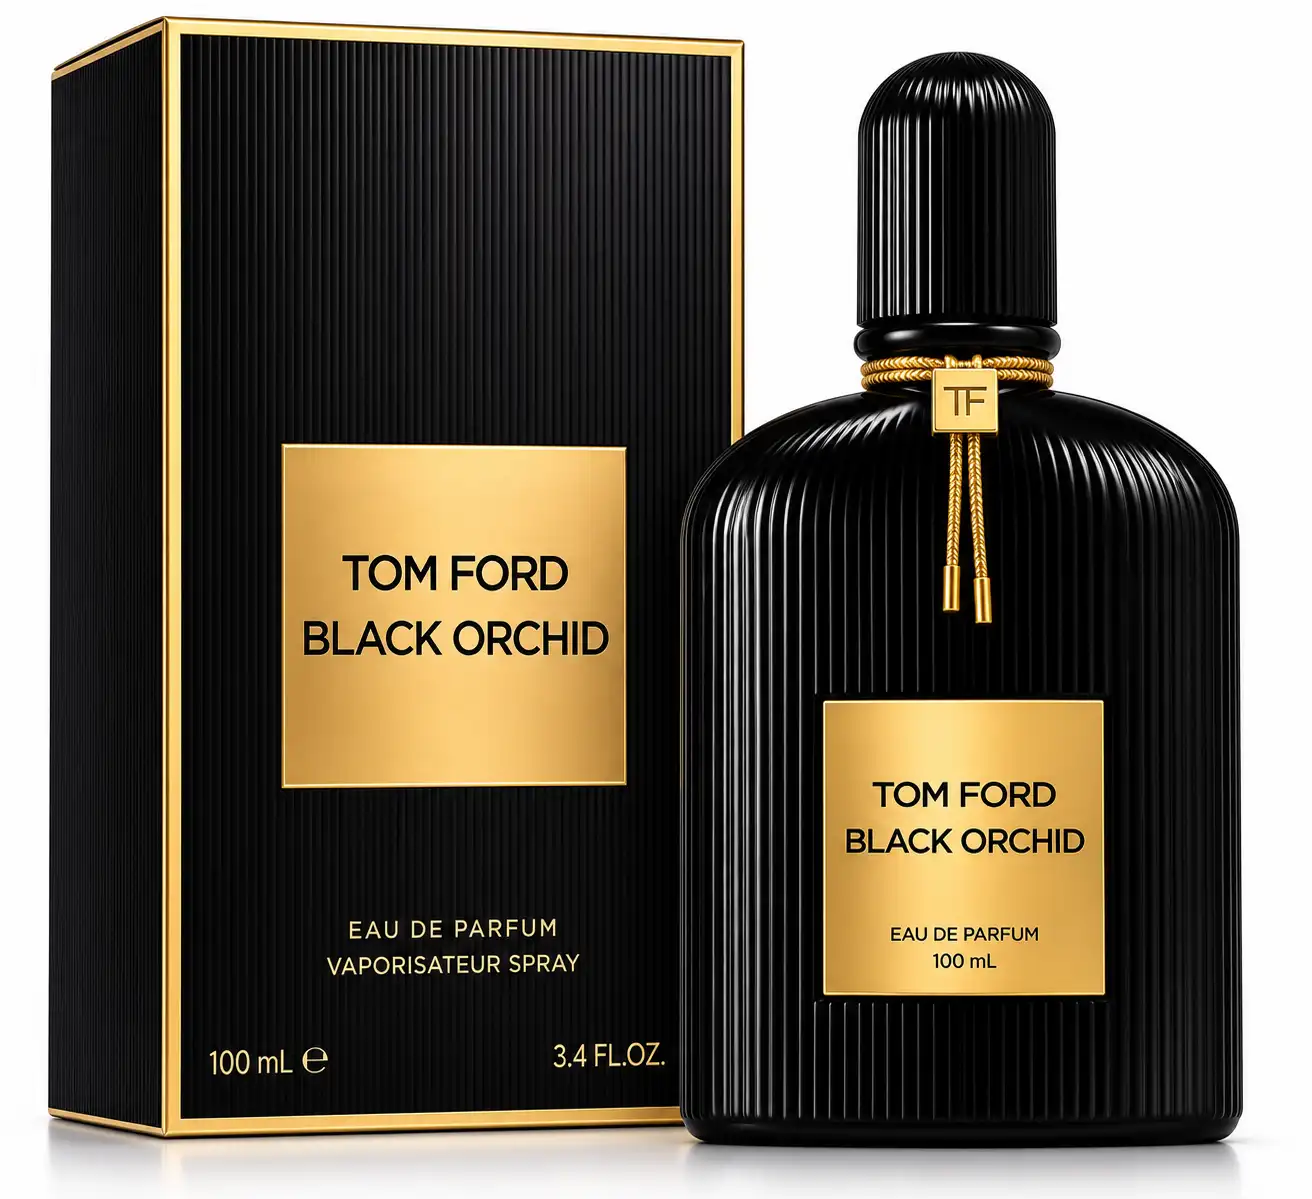 TOM FORD
BLACK ORCHID
EAU DE PARFUM
VAPORISATEUR SPRAY
100 mL ℮
3.4 FL.OZ.
TF
TOM FORD
BLACK ORCHID
EAU DE PARFUM
100 mL